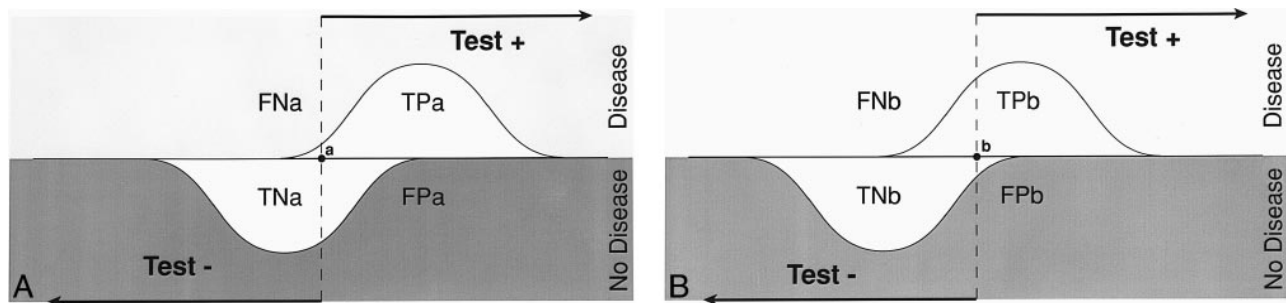 Test +
FNa
TPa
a
TNa
FPa
Test -
Disease
No Disease
A
Test +
FNb
TPb
b
TNb
FPb
Test -
Disease
No Disease
B